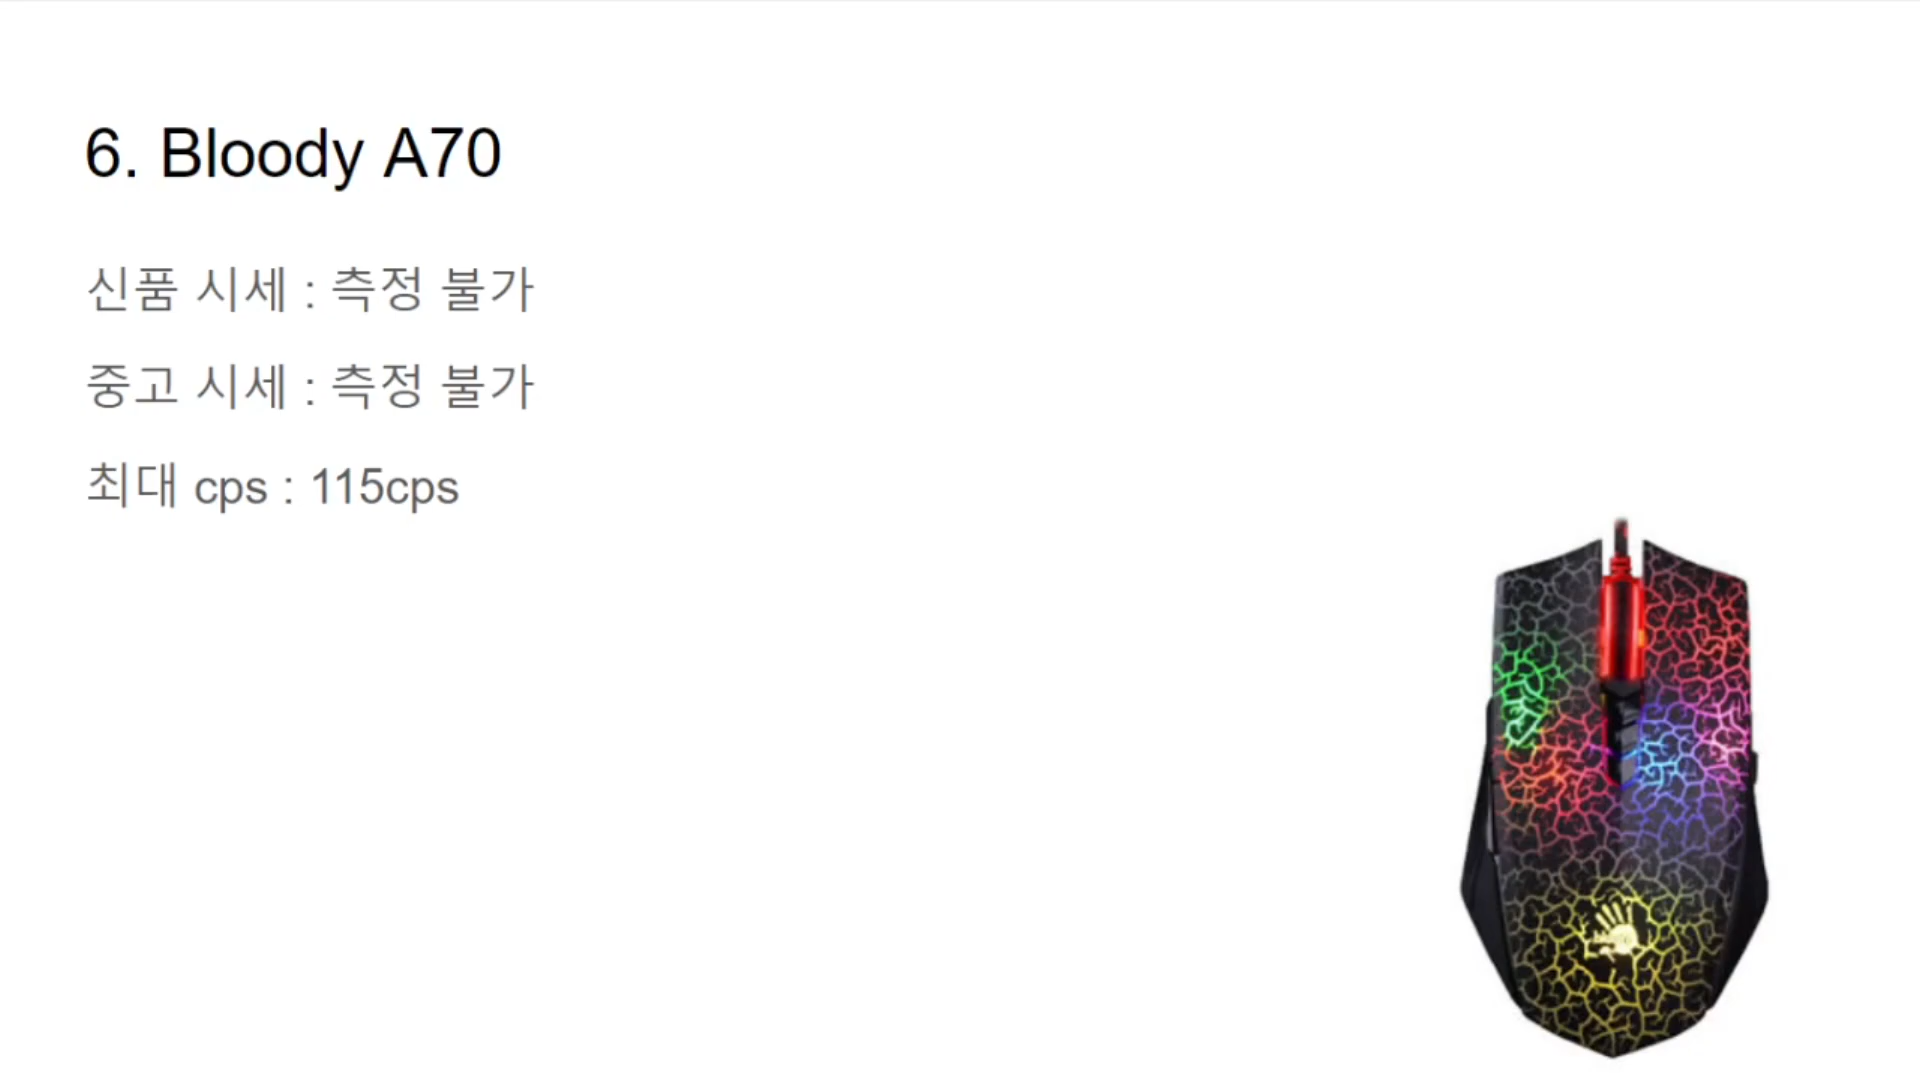 6. Bloody A70
신품 시세 : 측정 불가
중고 시세 : 측정 불가
최대 cps : 115cps